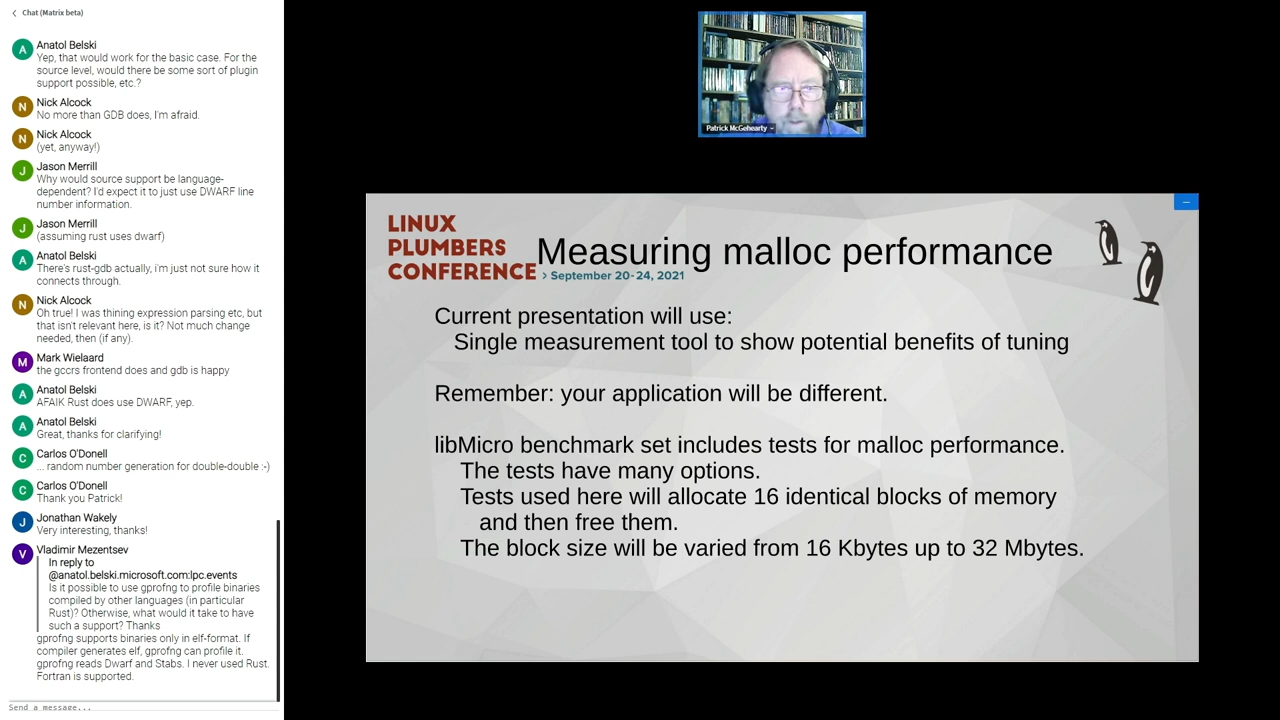 Chat (Matrix beta)
Anatol Belski
Yep, that would work for the basic case. For the
source level, would there be some sort of plugin
support possible, etc.?
Nick Alcock
No more than GDB does, I'm afraid.
Nick Alcock
(yet, anyway!)
Jason Merrill
Why would source support be language-
dependent? I'd expect it to just use DWARF line
number information.
Jason Merrill
(assuming rust uses dwarf)
Anatol Belski
There's rust-gdb actually, i'm just not sure how it
connects through.
Nick Alcock
Oh true! I was thining expression parsing etc, but
that isn't relevant here, is it? Not much change
needed, then (if any).
Mark Wielaard
the gccrs frontend does and gdb is happy
Anatol Belski
AFAIK Rust does use DWARF, yep.
Anatol Belski
Great, thanks for clarifying!
Carlos O'Donell
... random number generation for double-double :-)
Carlos O'Donell
Thank you Patrick!
Jonathan Wakely
Very interesting, thanks!
Vladimir Mezentsev
In reply to
@anatol.belski.microsoft.com:lpc.events
Is it possible to use gprofng to profile binaries
compiled by other languages (in particular
Rust)? Otherwise, what would it take to have
such a support? Thanks
gprofng supports binaries only in elf-format. If
compiler generates elf, gprofng can profile it.
gprofng reads Dwarf and Stabs. I never used Rust.
Fortran is supported.
Send a message...
A
N
N
J
J
A
N
M
A
A
C
C
J
V
Patrick McGehearty
LINUX
PLUMBERS
CONFERENCE
> September 20-24, 2021
Measuring malloc performance
Current presentation will use:
Single measurement tool to show potential benefits of tuning
Remember: your application will be different.
libMicro benchmark set includes tests for malloc performance.
The tests have many options.
Tests used here will allocate 16 identical blocks of memory
and then free them.
The block size will be varied from 16 Kbytes up to 32 Mbytes.